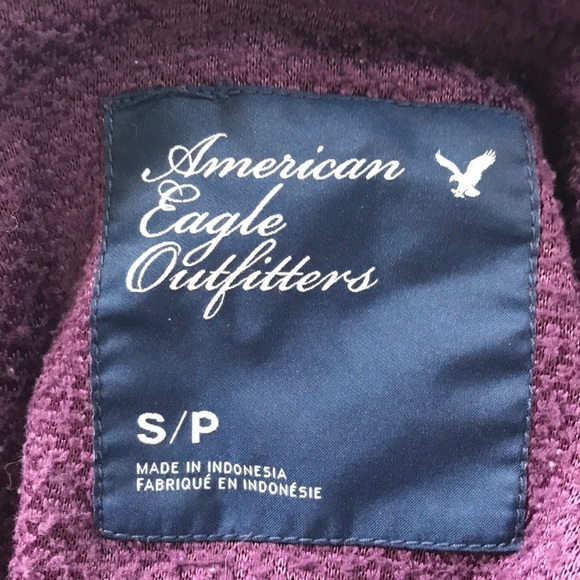 American
Eagle
Outfitters
S/P
MADE IN INDONESIA
FABRIQUÉ EN INDONÉSIE